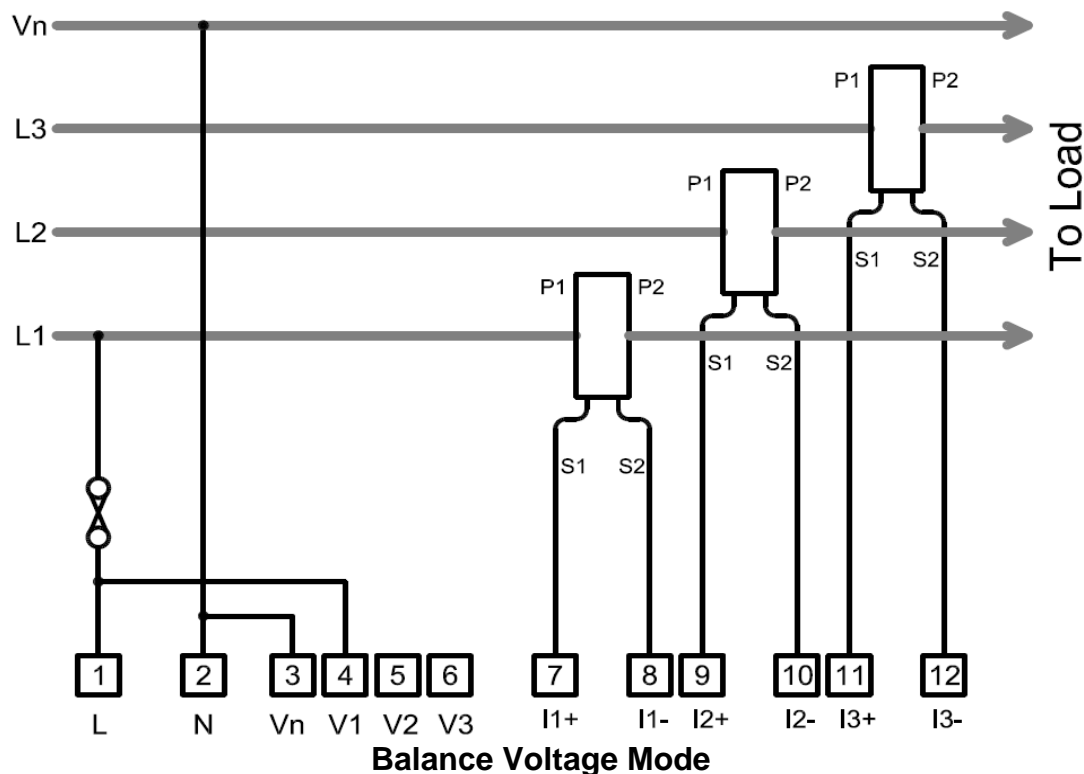 Vn
P1 P2
L3
To Load
P1 P2
L2
S1 S2
P1 P2
L1
S1 S2
S1 S2
1 2 3 4 5 6 7 8 9 10 11 12
L N Vn V1 V2 V3 I1+ I1- I2+ I2- I3+ I3-
Balance Voltage Mode